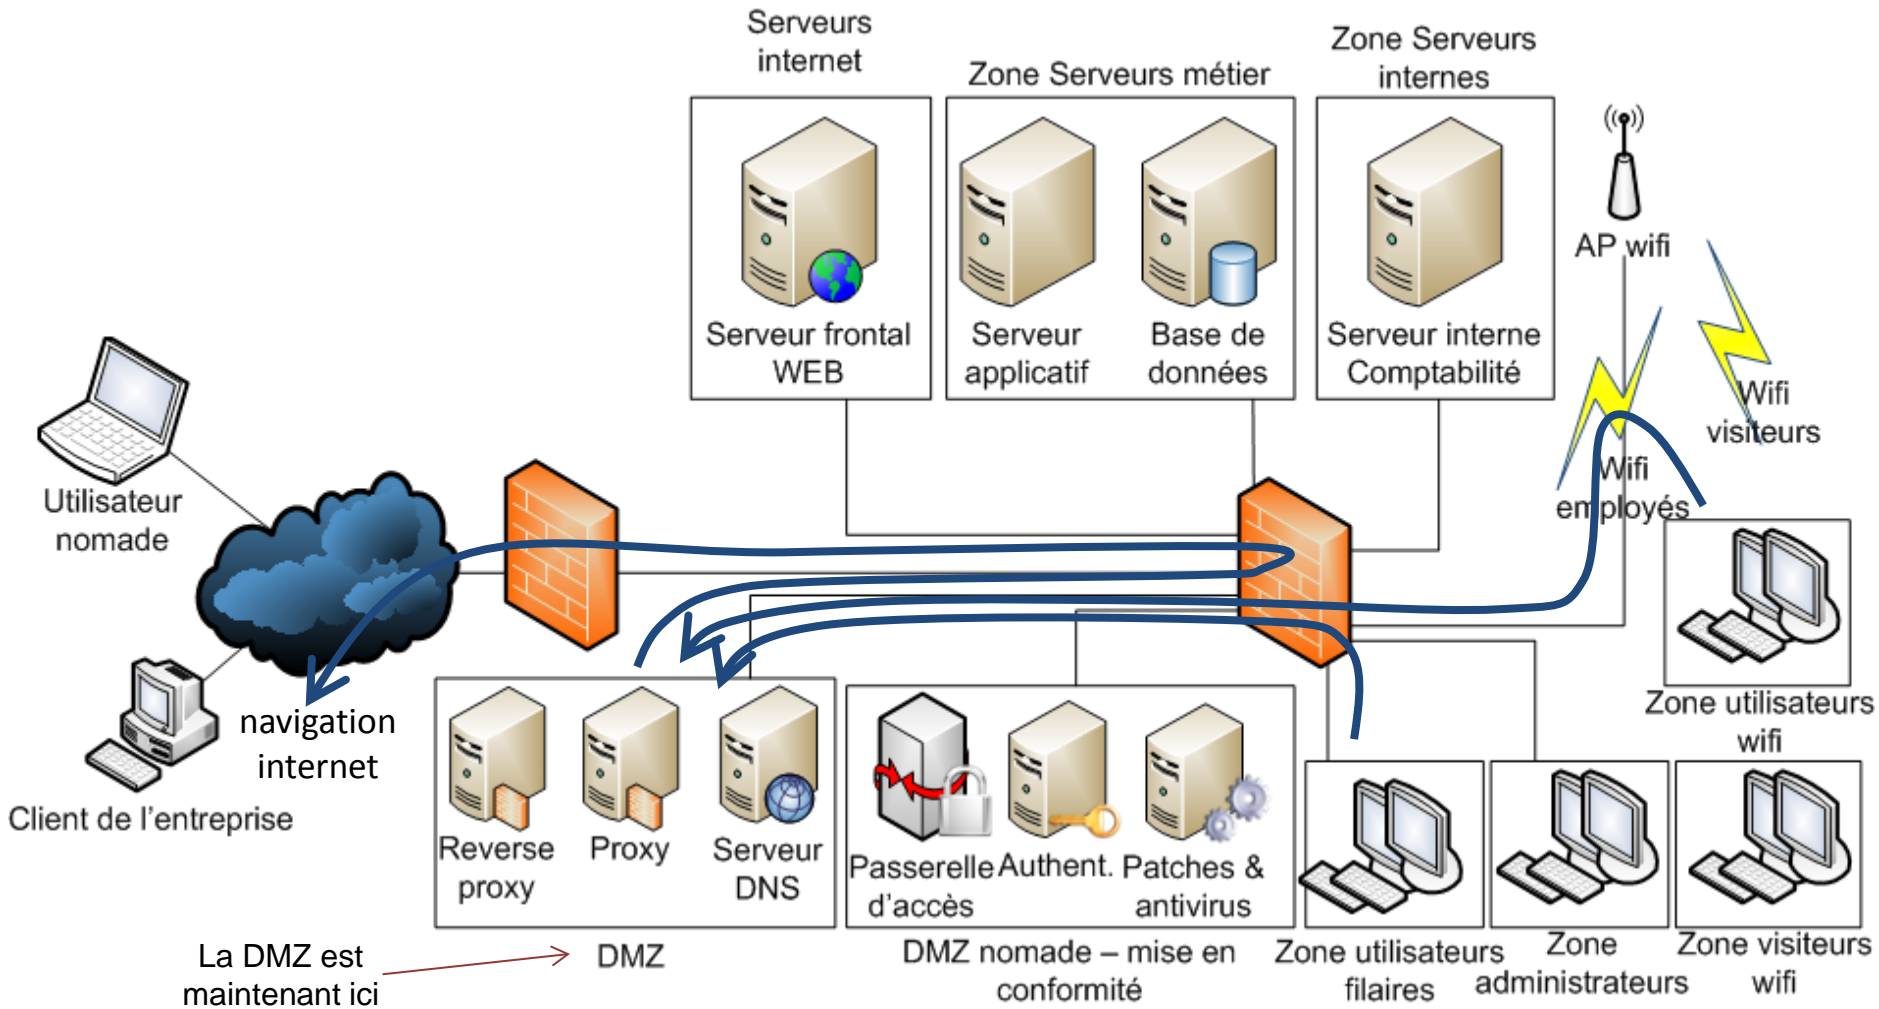 Serveurs
internet
Zone Serveurs métier
Zone Serveurs
internes
Serveur frontal
WEB
Serveur
applicatif
Base de
données
Serveur interne
Comptabilité
AP wifi
Wifi
visiteurs
Wifi
employés
Utilisateur
nomade
Client de l'entreprise
navigation
internet
Zone utilisateurs
wifi
Reverse
proxy
Proxy
Serveur
DNS
Passerelle
d'accès
Authent.
Patches &
antivirus
La DMZ est
maintenant ici
DMZ
DMZ nomade – mise en
conformité
Zone utilisateurs
filaires
Zone
administrateurs
Zone visiteurs
wifi